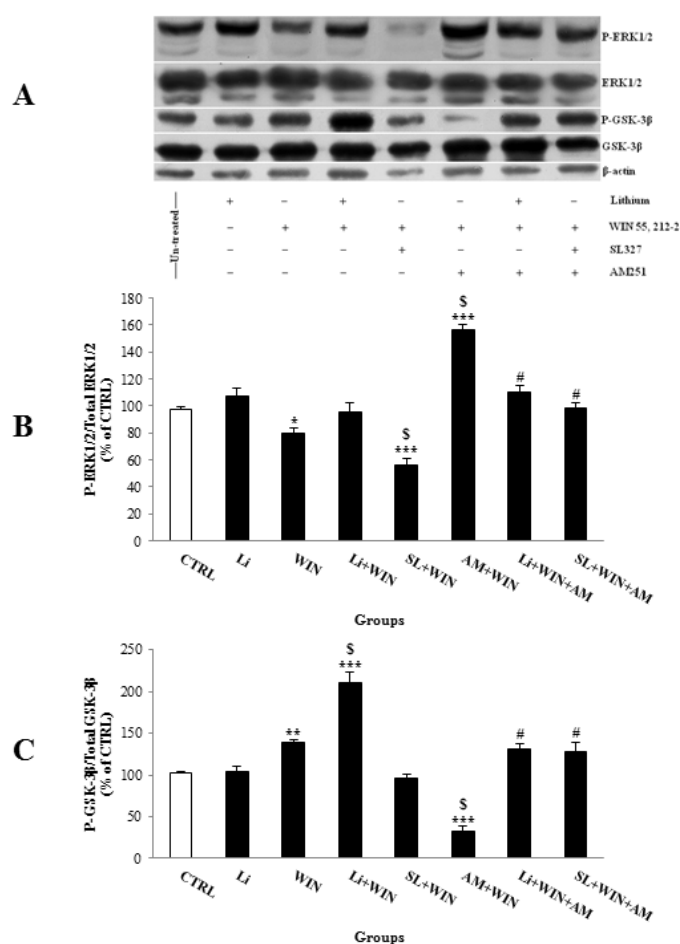 A
P-ERK1/2
ERK1/2
P-GSK-3β
GSK-3β
β-actin
Un-treated
+ – + – – + – Lithium
– + + + + + + WIN 55, 212-2
– – – + – – + SL327
– – – – + + + AM251
B
P-ERK1/2/Total ERK1/2
(% of CTRL)
180
160
140
120
100
80
60
40
20
0
*
$
***
$
***
#
#
CTRL Li WIN Li+WIN SL+WIN AM+WIN Li+WIN+AM SL+WIN+AM
Groups
C
P-GSK-3β/Total GSK-3β
(% of CTRL)
250
200
150
100
50
0
**
$
***
$
***
#
#
CTRL Li WIN Li+WIN SL+WIN AM+WIN Li+WIN+AM SL+WIN+AM
Groups